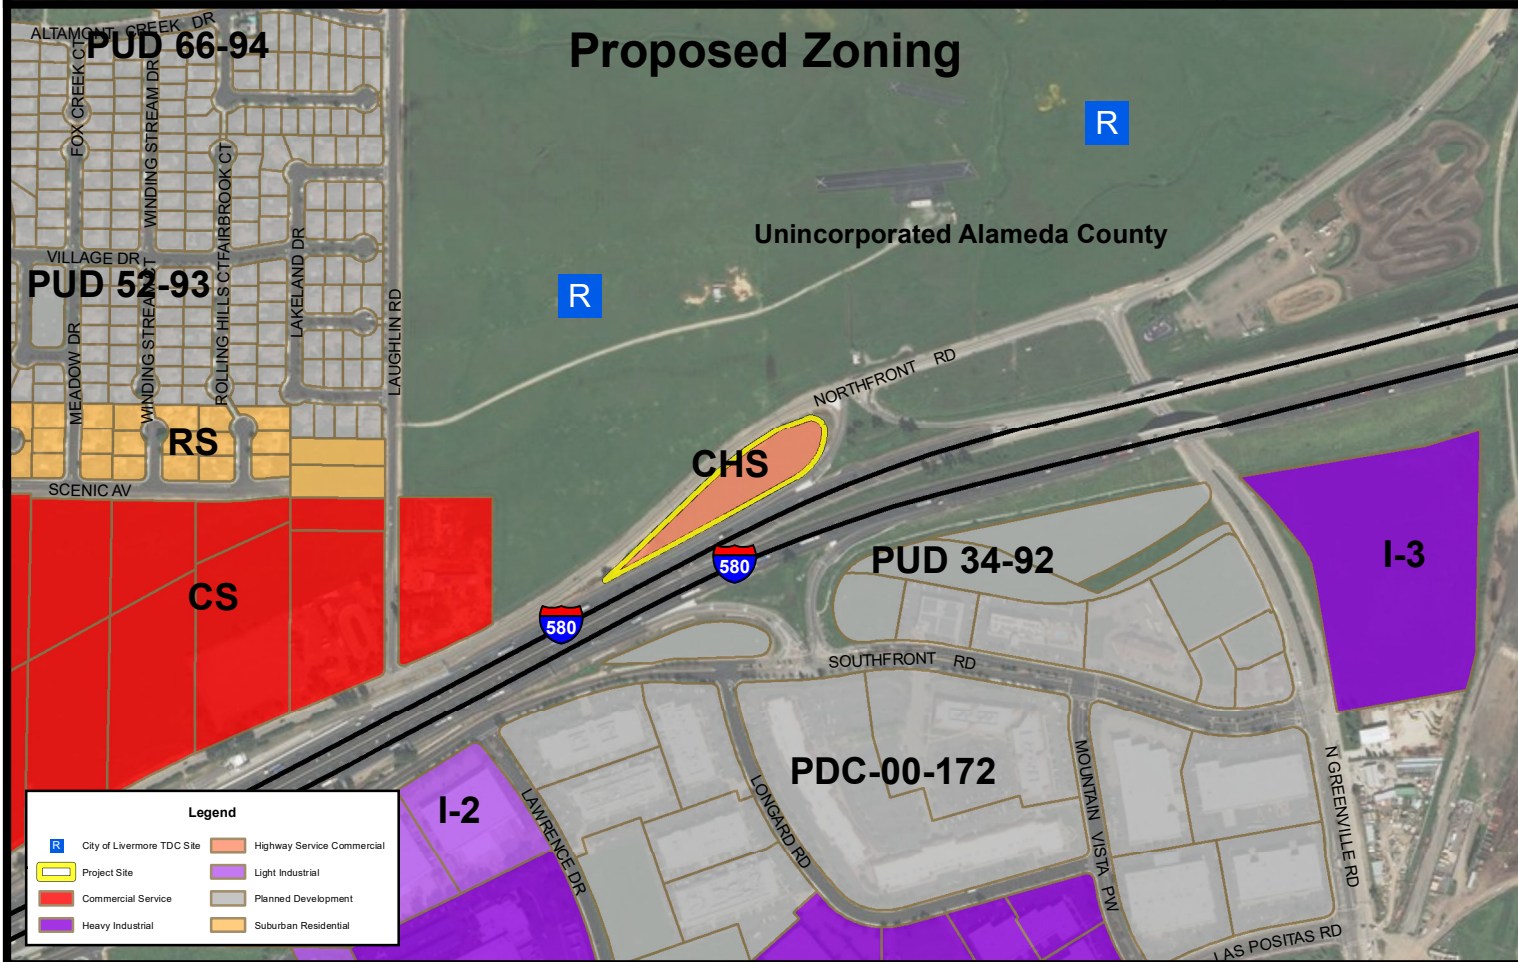 Proposed Zoning
ALTAMONT CREEK DR
PUD 66-94
FOX CREEK CT
WINDING STREAM DR
FAIRBROOK CT
R
R
Unincorporated Alameda County
VILLAGE DR
PUD 52-93
MEADOW DR
WINDING STREAM CT
ROLLING HILLS CT
LAKELAND DR
LAUGHLIN RD
NORTHFRONT RD
RS
SCENIC AV
CHS
CS
580
580
PUD 34-92
I-3
SOUTHFRONT RD
PDC-00-172
I-2
LAWRENCE DR
LONGARD RD
MOUNTAIN VISTA PW
N GREENVILLE RD
LAS POSITAS RD
Legend
R City of Livermore TDC Site
Project Site
Commercial Service
Heavy Industrial
Highway Service Commercial
Light Industrial
Planned Development
Suburban Residential